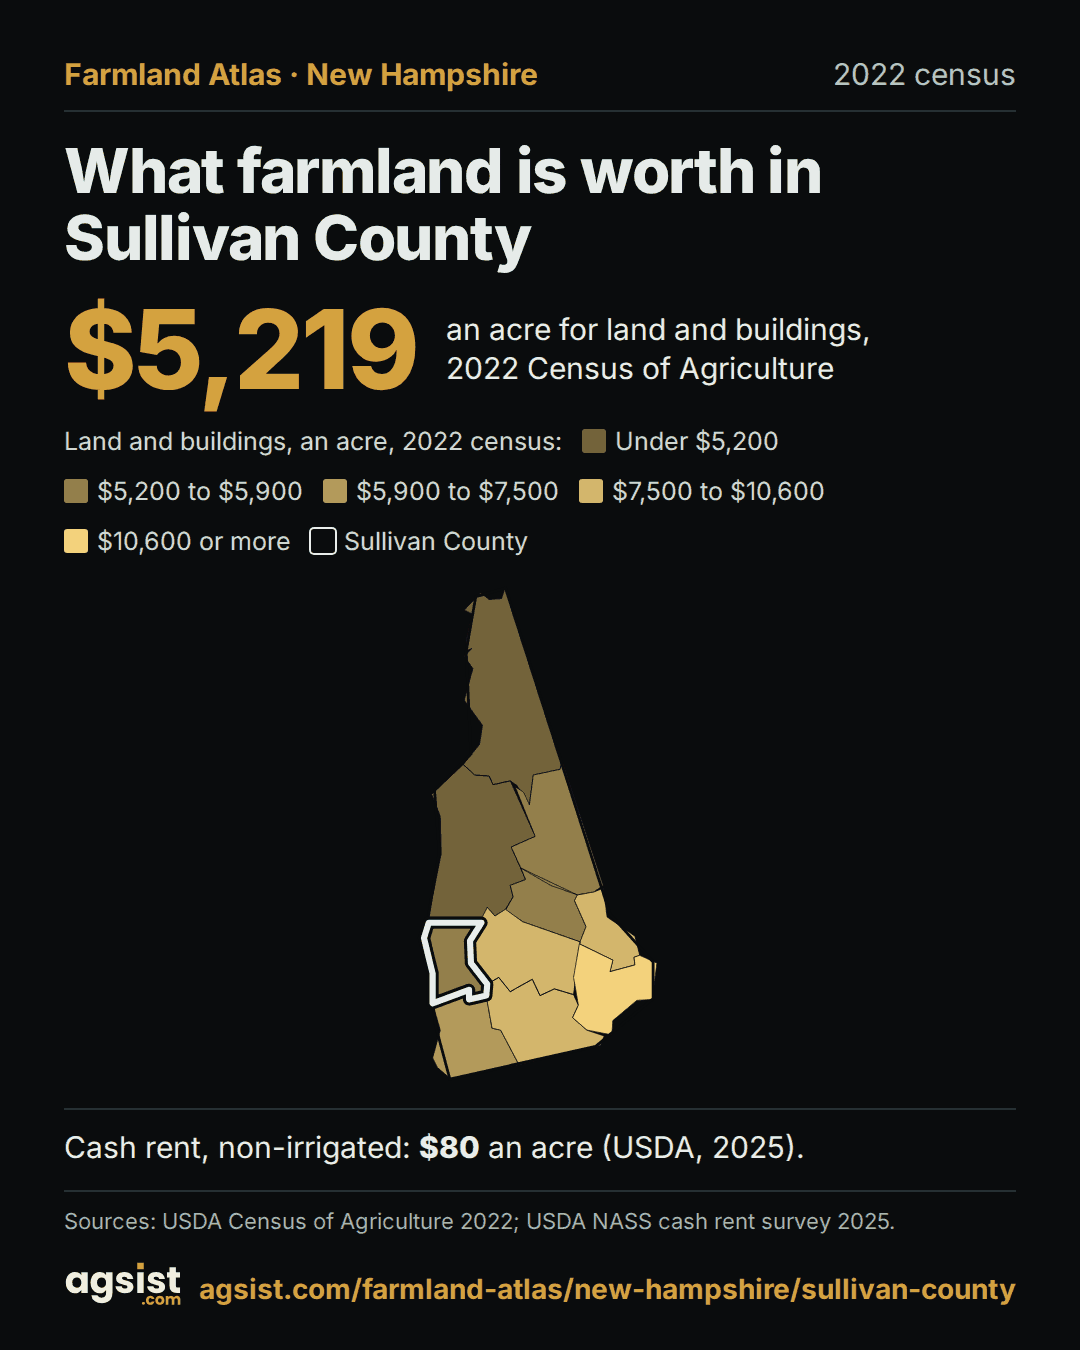 Farmland Atlas · New Hampshire
2022 census
What farmland is worth in
Sullivan County
$5,219
an acre for land and buildings,
2022 Census of Agriculture
Land and buildings, an acre, 2022 census: Under $5,200
$5,200 to $5,900 $5,900 to $7,500 $7,500 to $10,600
$10,600 or more Sullivan County
Cash rent, non-irrigated: $80 an acre (USDA, 2025).
Sources: USDA Census of Agriculture 2022; USDA NASS cash rent survey 2025.
agsist
.com
agsist.com/farmland-atlas/new-hampshire/sullivan-county